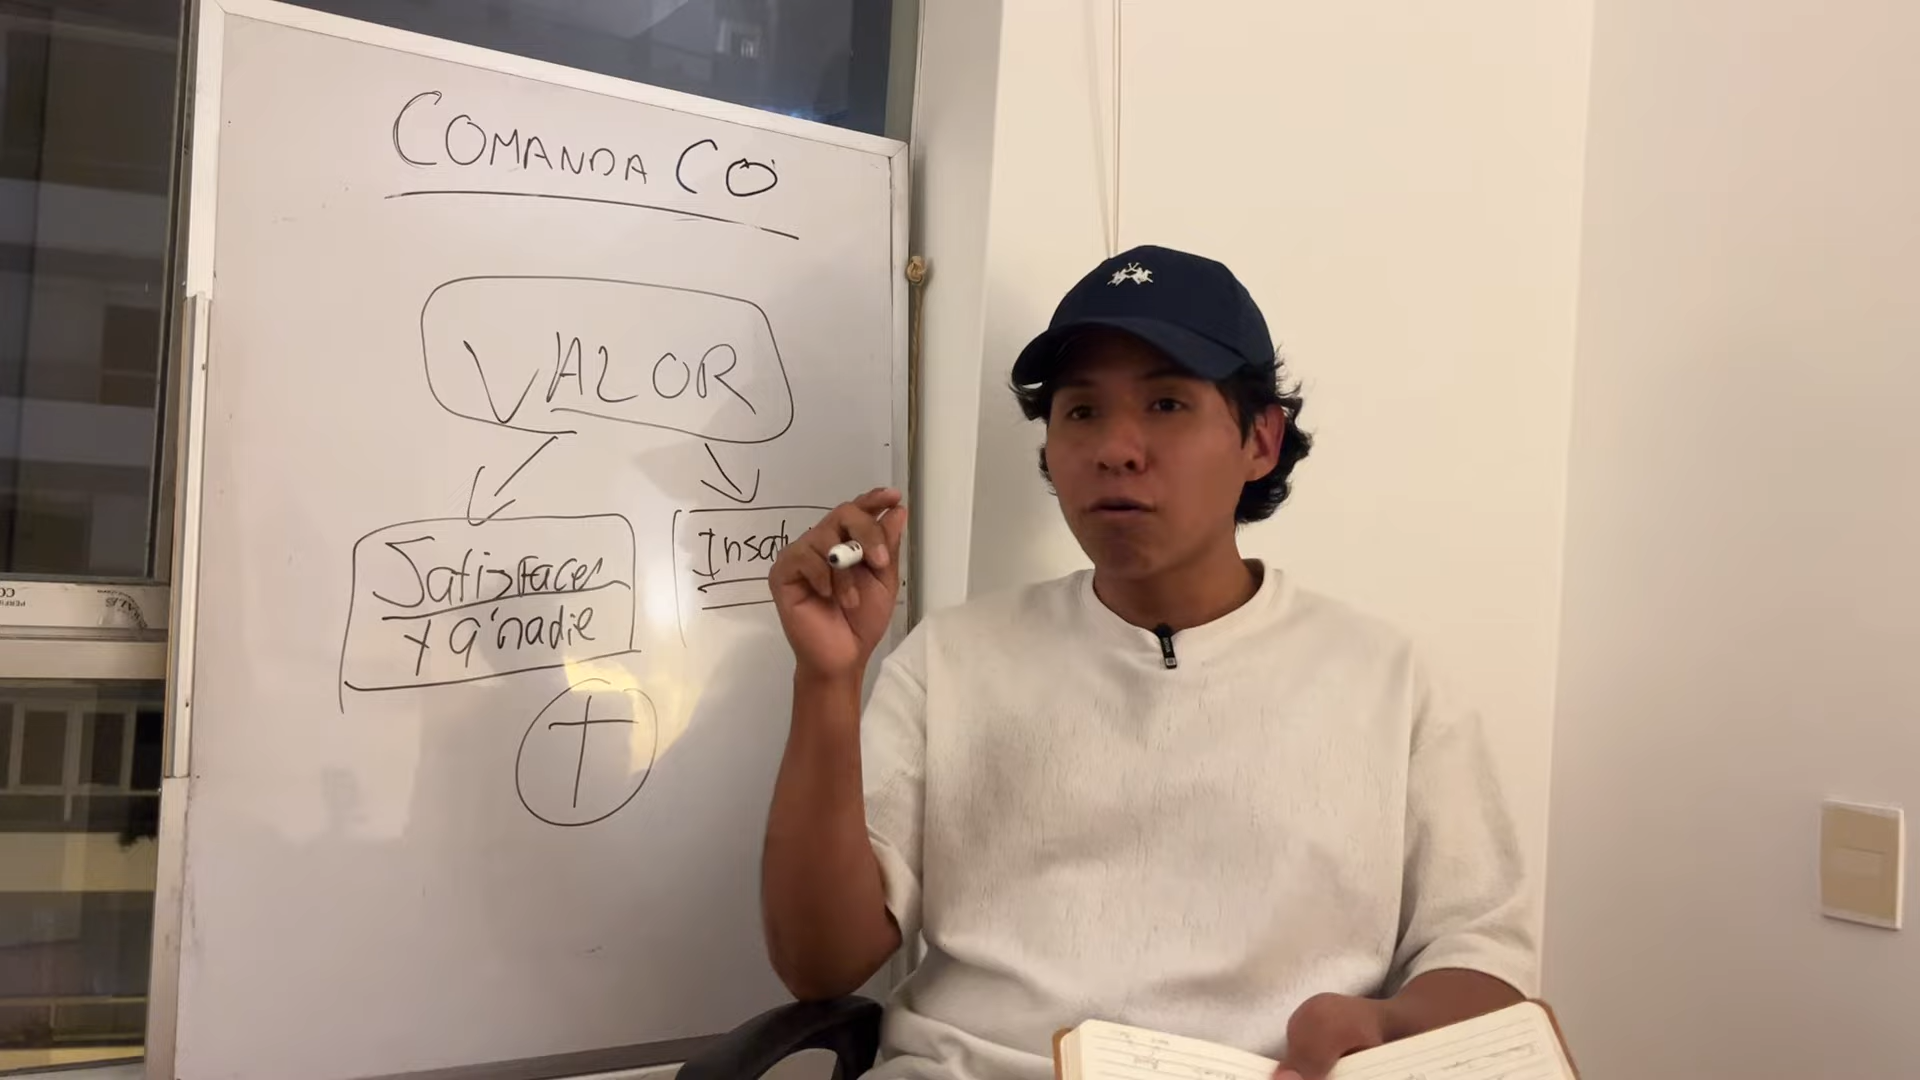 COMANDA CO
VALOR
Satisfacer
Y a nadie
Insat